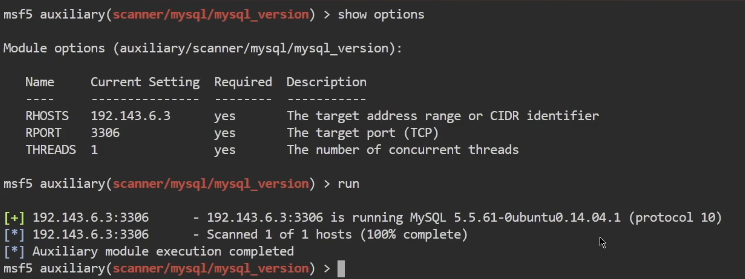 msf5 auxiliary(scanner/mysql/mysql_version) > show options
Module options (auxiliary/scanner/mysql/mysql_version):
Name Current Setting Required Description
---- --------------- -------- -----------
RHOSTS 192.143.6.3 yes The target address range or CIDR identifier
RPORT 3306 yes The target port (TCP)
THREADS 1 yes The number of concurrent threads
msf5 auxiliary(scanner/mysql/mysql_version) > run
[+] 192.143.6.3:3306 - 192.143.6.3:3306 is running MySQL 5.5.61-0ubuntu0.14.04.1 (protocol 10)
[*] 192.143.6.3:3306 - Scanned 1 of 1 hosts (100% complete)
[*] Auxiliary module execution completed
msf5 auxiliary(scanner/mysql/mysql_version) >